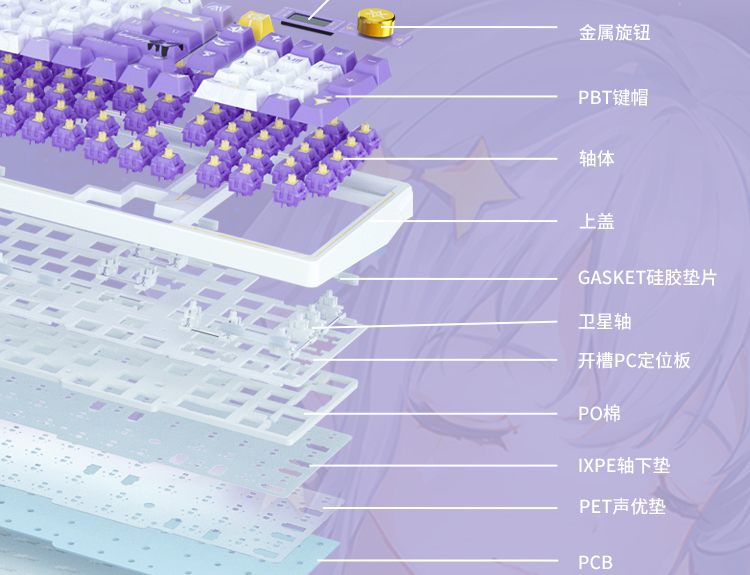 金属旋钮
PBT键帽
轴体
上盖
GASKET硅胶垫片
卫星轴
开槽PC定位板
PO棉
IXPE轴下垫
PET声优垫
PCB